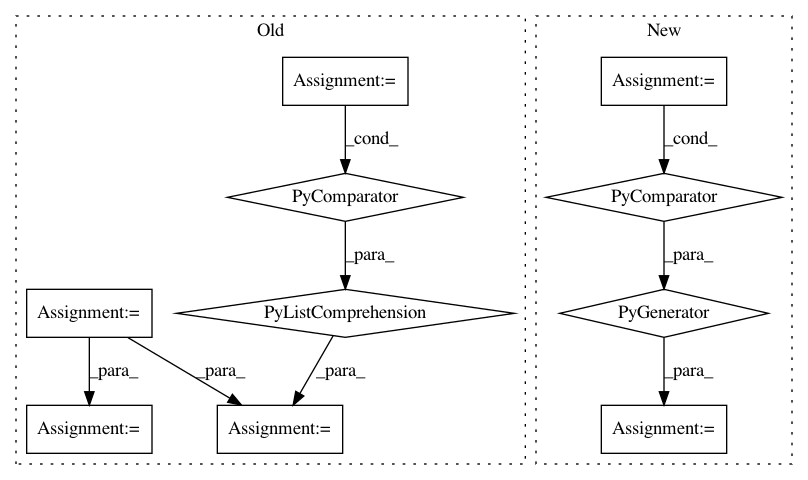 Old
New
Assignment:=
Assignment:=
_cond_
_cond_
PyComparator
PyComparator
_para_
_para_
Assignment:=
PyListComprehension
PyGenerator
_para_
_para_
_para_
_para_
Assignment:=
Assignment:=
Assignment:=